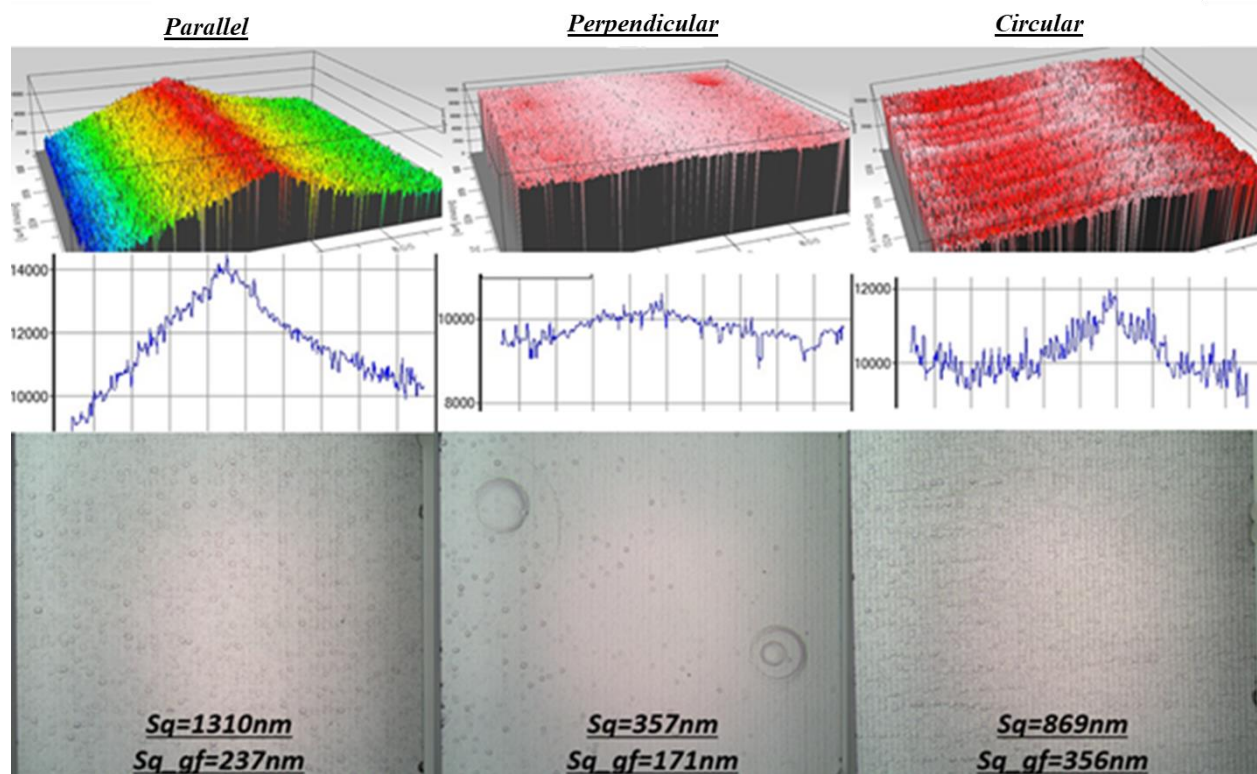 Parallel
Perpendicular
Circular
14000
12000
10000
10000
8000
12000
10000
Sq=1310nm
Sq_gf=237nm
Sq=357nm
Sq_gf=171nm
Sq=869nm
Sq_gf=356nm